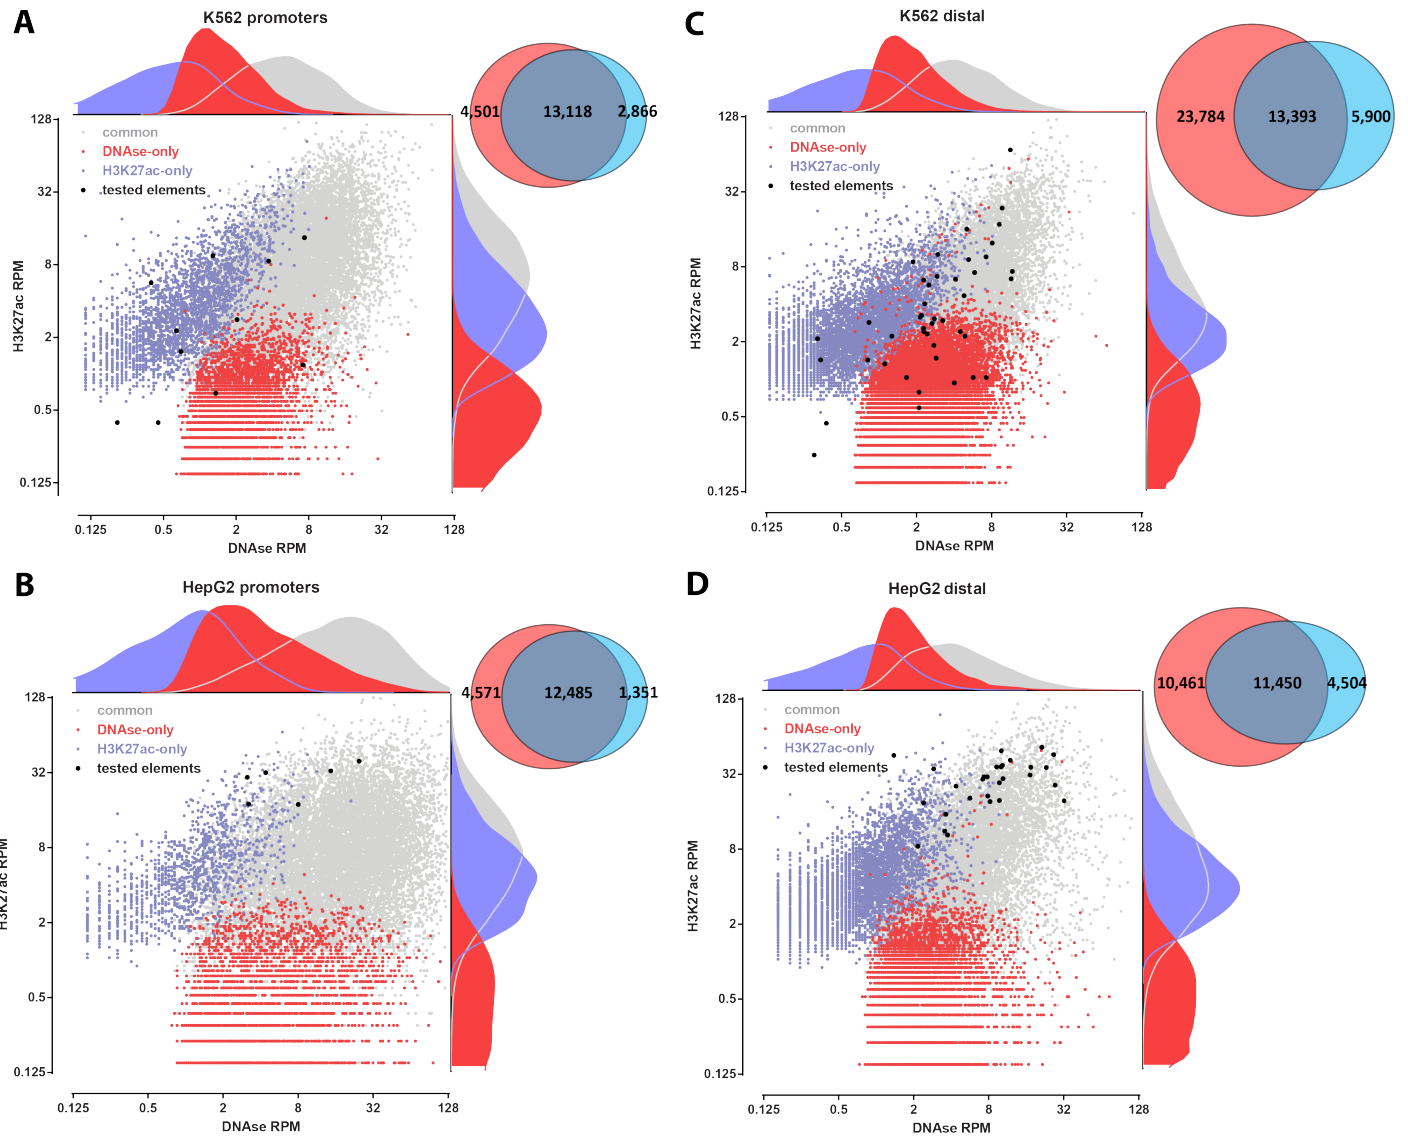 A
K562 promoters
4,501
13,118
2,866
common
DNAse-only
H3K27ac-only
tested elements
128
32
8
2
0.5
0.125
H3K27ac RPM
0.125 0.5 2 8 32 128
DNAse RPM
C
K562 distal
23,784
13,393
5,900
common
DNAse-only
H3K27ac-only
tested elements
128
32
8
2
0.5
0.125
H3K27ac RPM
0.125 0.5 2 8 32 128
DNAse RPM
B
HepG2 promoters
4,571
12,485
1,351
common
DNAse-only
H3K27ac-only
tested elements
128
32
8
2
0.5
0.125
H3K27ac RPM
0.125 0.5 2 8 32 128
DNAse RPM
D
HepG2 distal
10,461
11,450
4,504
common
DNAse-only
H3K27ac-only
tested elements
128
32
8
2
0.5
0.125
H3K27ac RPM
0.125 0.5 2 8 32 128
DNAse RPM